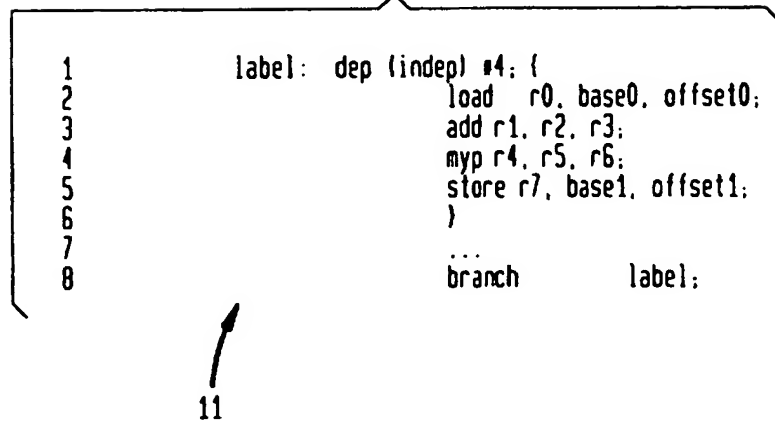 1 label: dep (indep) #4; {
2 load r0, base0, offset0;
3 add r1, r2, r3;
4 myp r4, r5, r6;
5 store r7, base1, offset1;
6 }
7 ...
8 branch label;
11